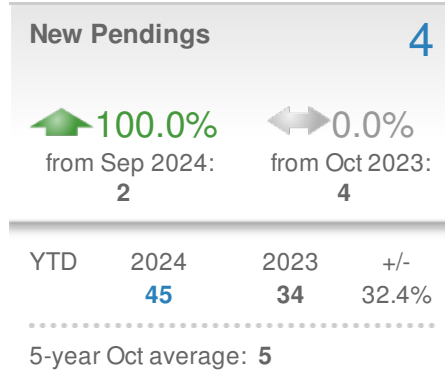 New Pendings 4
100.0% 0.0%
from Sep 2024: from Oct 2023:
2 4
YTD 2024 2023 +/-
45 34 32.4%
5-year Oct average: 5